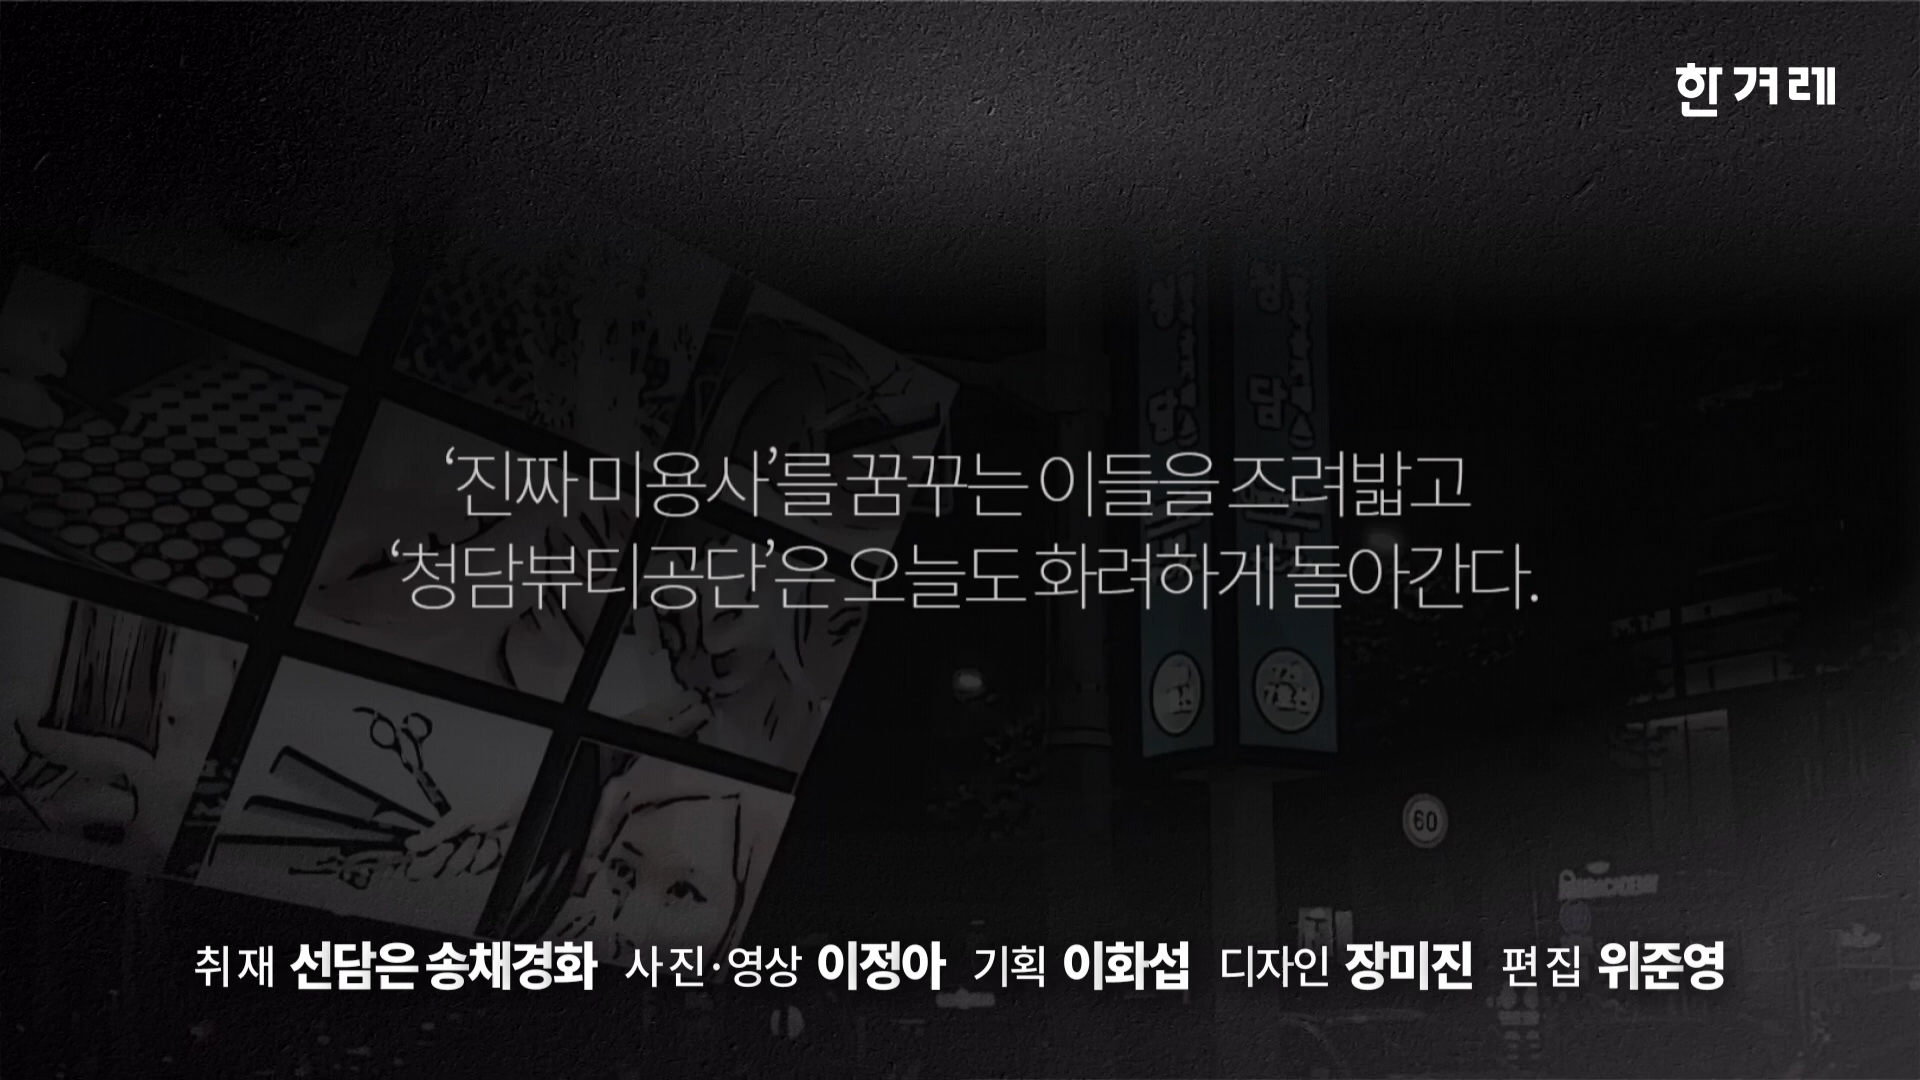 한겨레
‘진짜 미용사’를 꿈꾸는 이들을 즈려밟고
‘청담뷰티공단’은 오늘도 화려하게 돌아간다.
60
취재 선담은 송채경화 사진·영상 이정아 기획 이화섭 디자인 장미진 편집 위준영